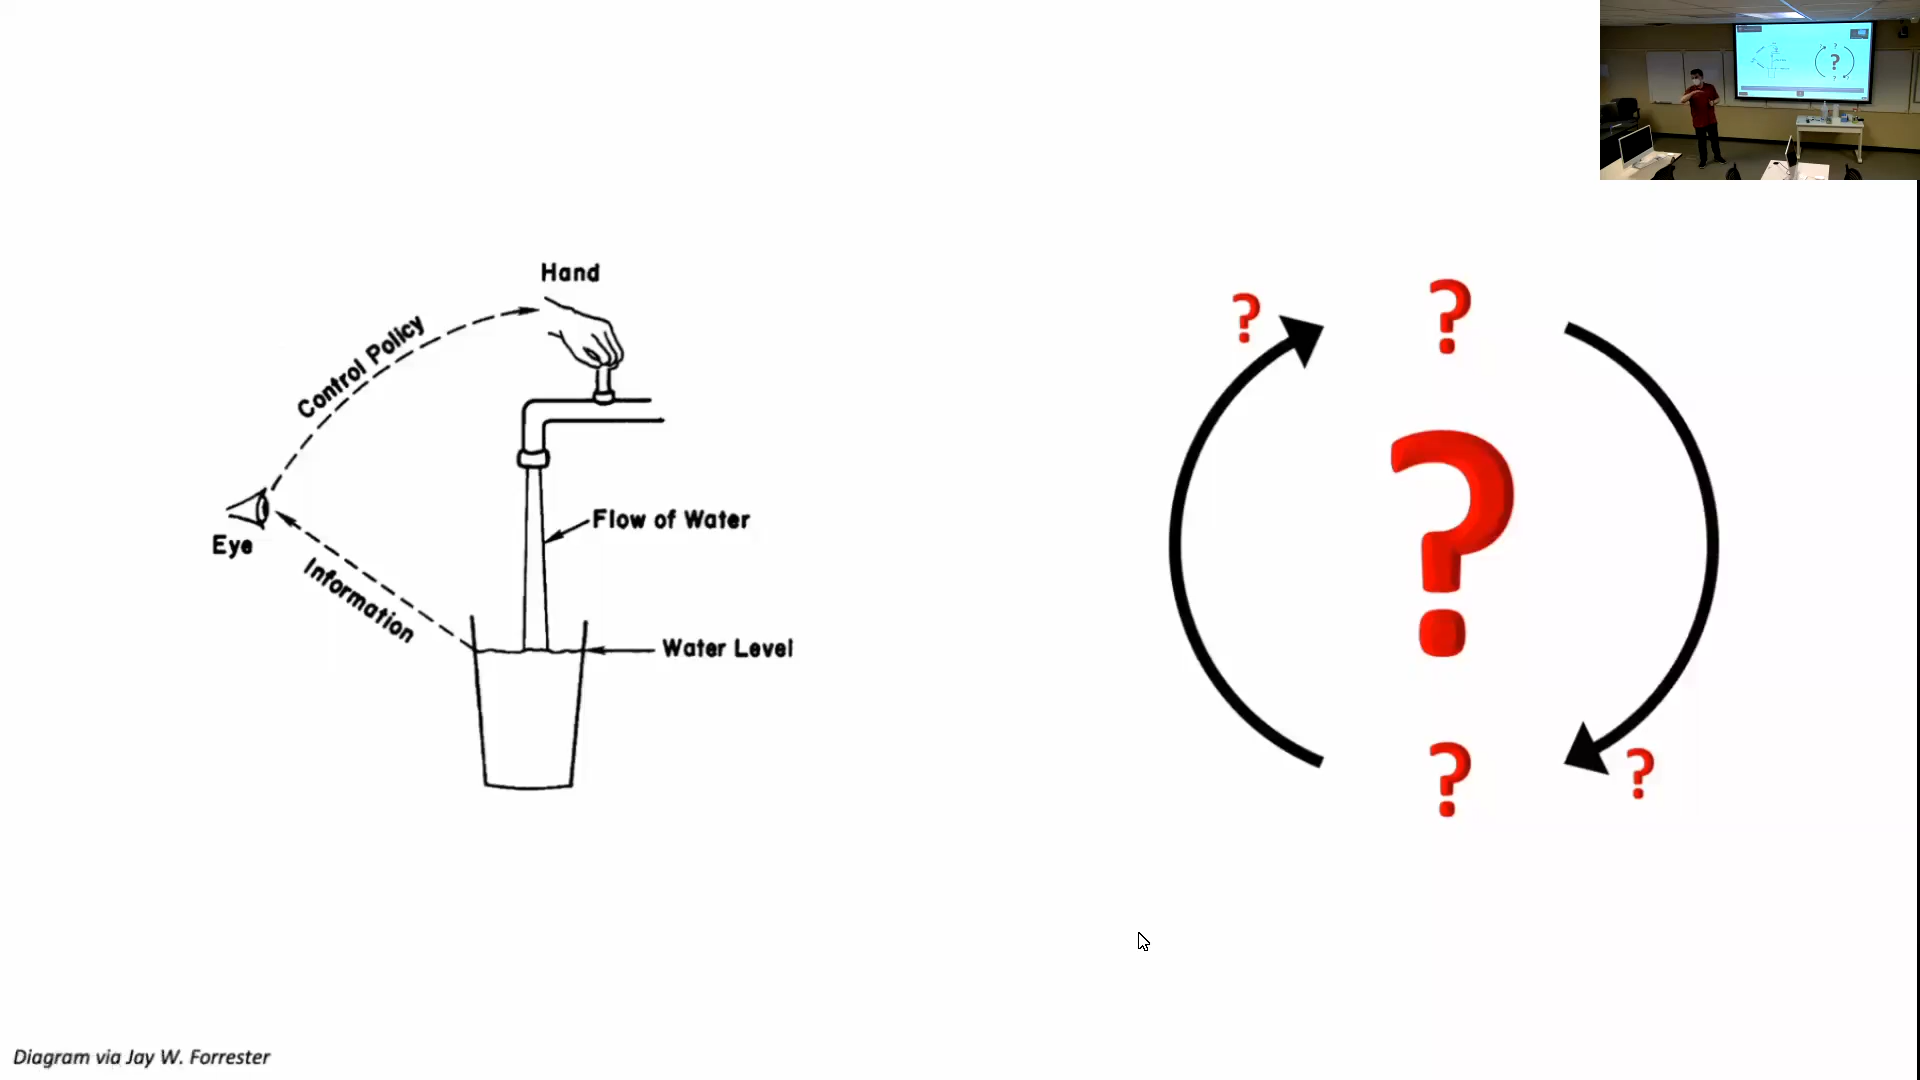 Hand
Control Policy
Eye
Information
Flow of Water
Water Level
?
?
?
?
?
Diagram via Jay W. Forrester